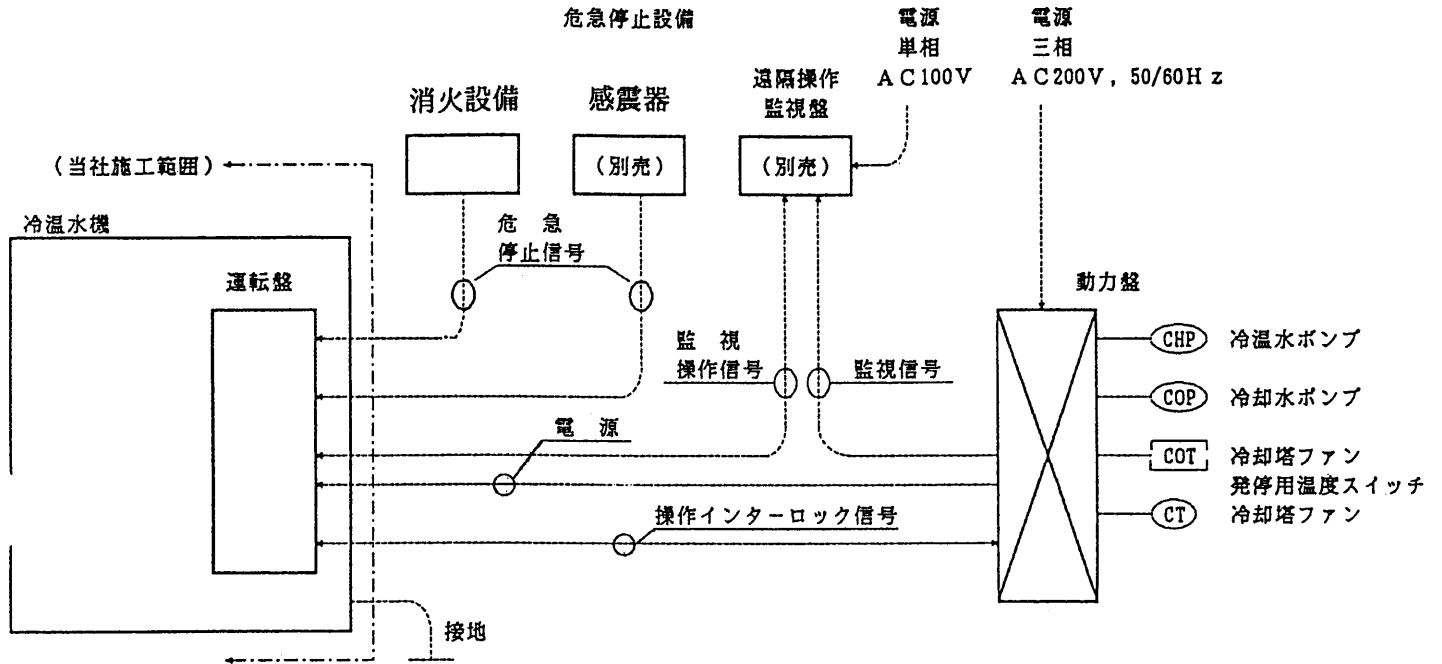 危急停止設備
電源
単相
AC100V
電源
三相
AC200V, 50/60Hz
消火設備
感震器
(別売)
遠隔操作
監視盤
(別売)
(当社施工範囲)
冷温水機
運転盤
危 急
停止信号
監 視
操作信号
監視信号
電 源
操作インターロック信号
接地
動力盤
CHP 冷温水ポンプ
COP 冷却水ポンプ
COT 冷却塔ファン
発停用温度スイッチ
CT 冷却塔ファン